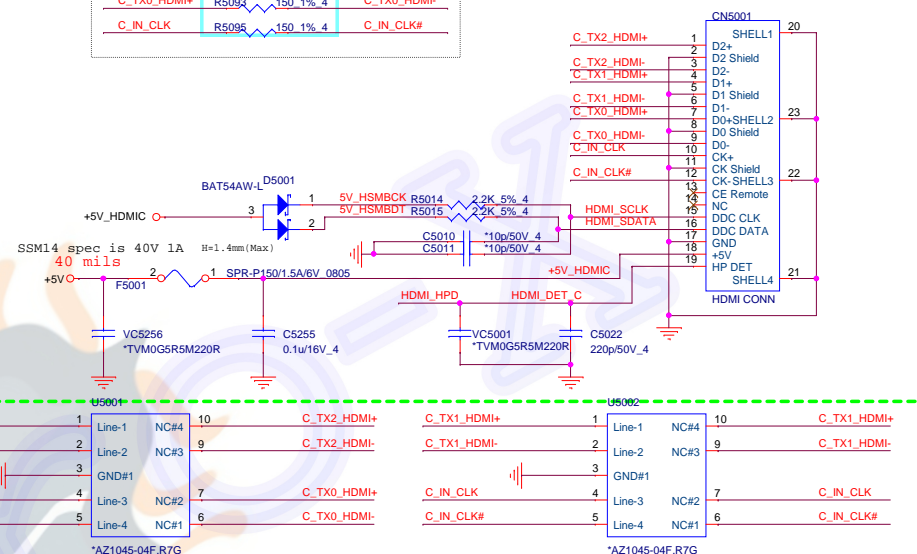 C_TX0_HDMI+ R5093 150_1%_4 C_TX0_HDMI-
C_IN_CLK R5095 150_1%_4 C_IN_CLK#
CN5001
SHELL1 20
C_TX2_HDMI+ 1 D2+
2 D2 Shield
C_TX2_HDMI- 3 D2-
C_TX1_HDMI+ 4 D1+
5 D1 Shield
C_TX1_HDMI- 6 D1-
C_TX0_HDMI+ 7 D0+SHELL2 23
8 D0 Shield
C_TX0_HDMI- 9 D0-
C_IN_CLK 10 CK+
11 CK Shield
C_IN_CLK# 12 CK-SHELL3 22
13 CE Remote
14 NC
HDMI_SCLK 15 DDC CLK
HDMI_SDATA 16 DDC DATA
17 GND
+5V_HDMIC 18 +5V
19 HP DET
SHELL4 21
HDMI CONN
BAT54AW-L D5001
+5V_HDMIC 3
1 5V_HSMBCK R5014 2.2K_5%_4
2 5V_HSMBDT R5015 2.2K_5%_4
C5010 *10p/50V_4
C5011 *10p/50V_4
SSM14 spec is 40V 1A H=1.4mm(Max)
40 mils
+5V 2 1 SPR-P150/1.5A/6V_0805
F5001
HDMI_HPD HDMI_DET_C
VC5256
*TVM0G5R5M220R
C5255
0.1u/16V_4
VC5001
*TVM0G5R5M220R
C5022
220p/50V_4
U5001
1 Line-1 NC#4 10 C_TX2_HDMI+
2 Line-2 NC#3 9 C_TX2_HDMI-
3 GND#1
4 Line-3 NC#2 7 C_TX0_HDMI+
5 Line-4 NC#1 6 C_TX0_HDMI-
*AZ1045-04F.R7G
U5002
C_TX1_HDMI+ 1 Line-1 NC#4 10 C_TX1_HDMI+
C_TX1_HDMI- 2 Line-2 NC#3 9 C_TX1_HDMI-
3 GND#1
C_IN_CLK 4 Line-3 NC#2 7 C_IN_CLK
C_IN_CLK# 5 Line-4 NC#1 6 C_IN_CLK#
*AZ1045-04F.R7G